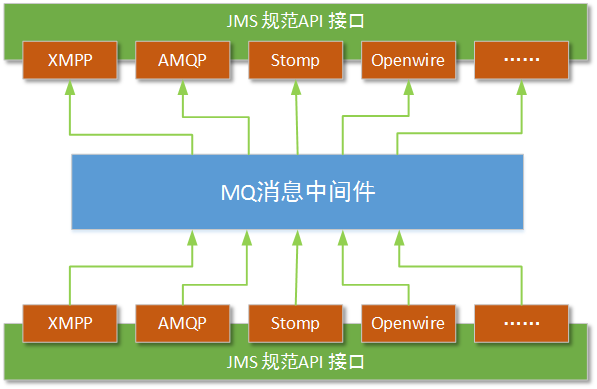 JMS 规范API 接口
XMPP AMQP Stomp Openwire ······
MQ消息中间件
XMPP AMQP Stomp Openwire ······
JMS 规范API 接口